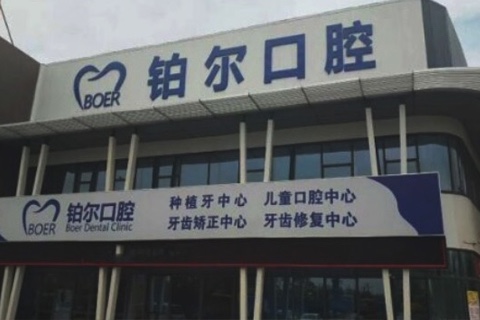 BOER
铂尔口腔
BOER
铂尔口腔
Boer Dental Clinic
种植牙中心 儿童口腔中心
牙齿矫正中心 牙齿修复中心